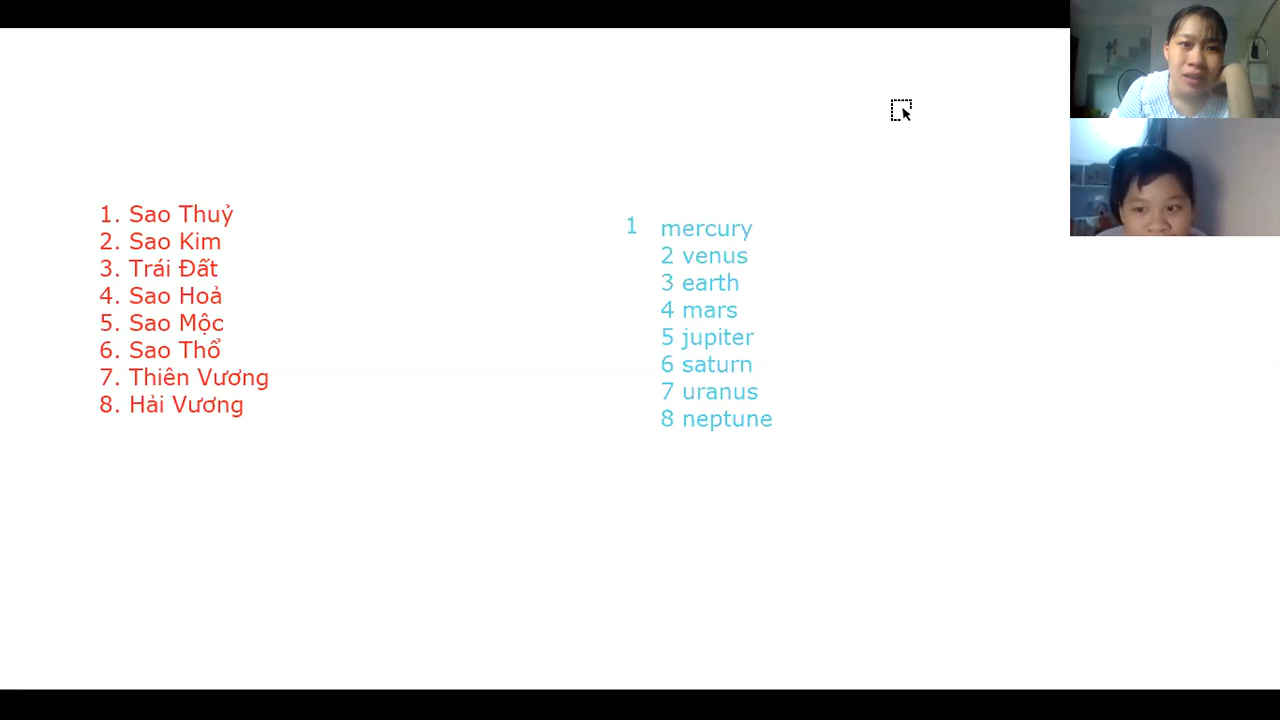 1. Sao Thuỷ
2. Sao Kim
3. Trái Đất
4. Sao Hoả
5. Sao Mộc
6. Sao Thổ
7. Thiên Vương
8. Hải Vương
1 mercury
2 venus
3 earth
4 mars
5 jupiter
6 saturn
7 uranus
8 neptune